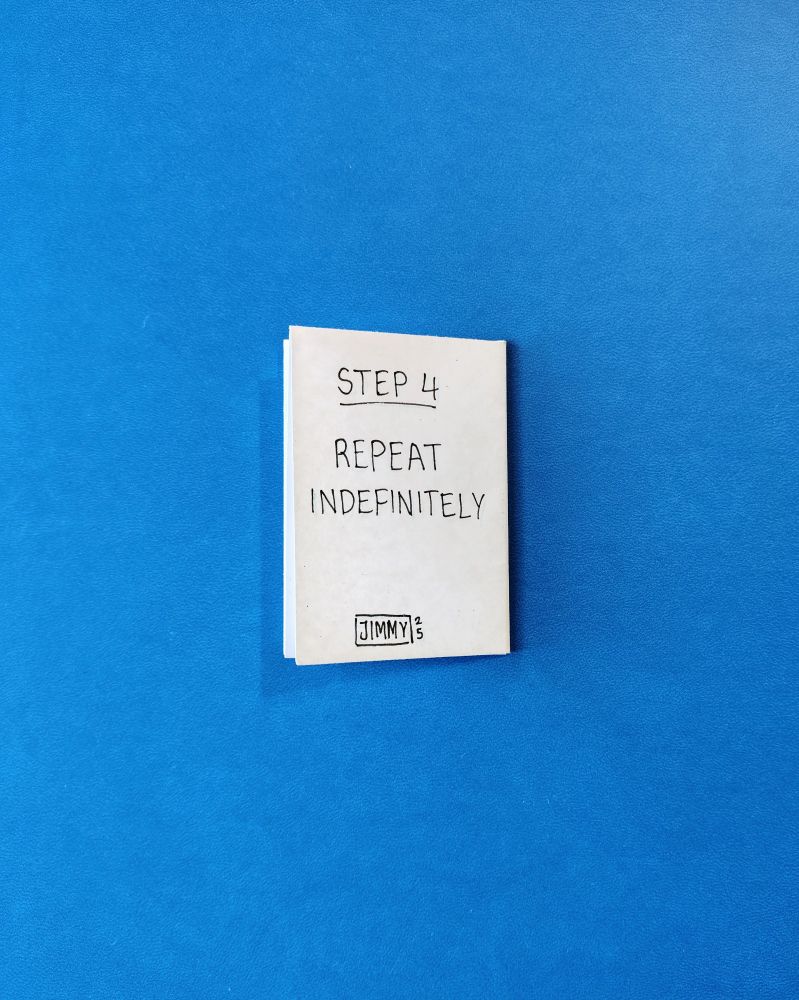 STEP 4
REPEAT
INDEFINITELY
JIMMY 25